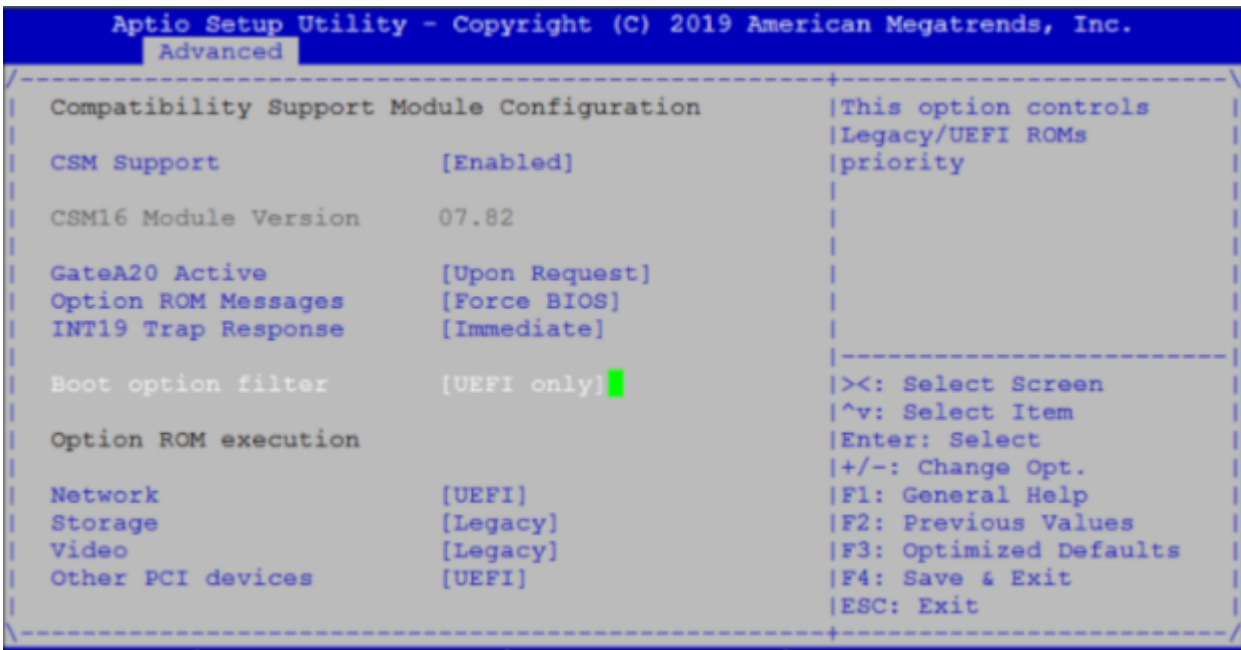 Aptio Setup Utility - Copyright (C) 2019 American Megatrends, Inc.
Advanced
Compatibility Support Module Configuration
CSM Support [Enabled]
CSM16 Module Version 07.82
GateA20 Active [Upon Request]
Option ROM Messages [Force BIOS]
INT19 Trap Response [Immediate]
Boot option filter [UEFI only]
Option ROM execution
Network [UEFI]
Storage [Legacy]
Video [Legacy]
Other PCI devices [UEFI]
This option controls
Legacy/UEFI ROMs
priority
><: Select Screen
^v: Select Item
Enter: Select
+/-: Change Opt.
F1: General Help
F2: Previous Values
F3: Optimized Defaults
F4: Save & Exit
ESC: Exit